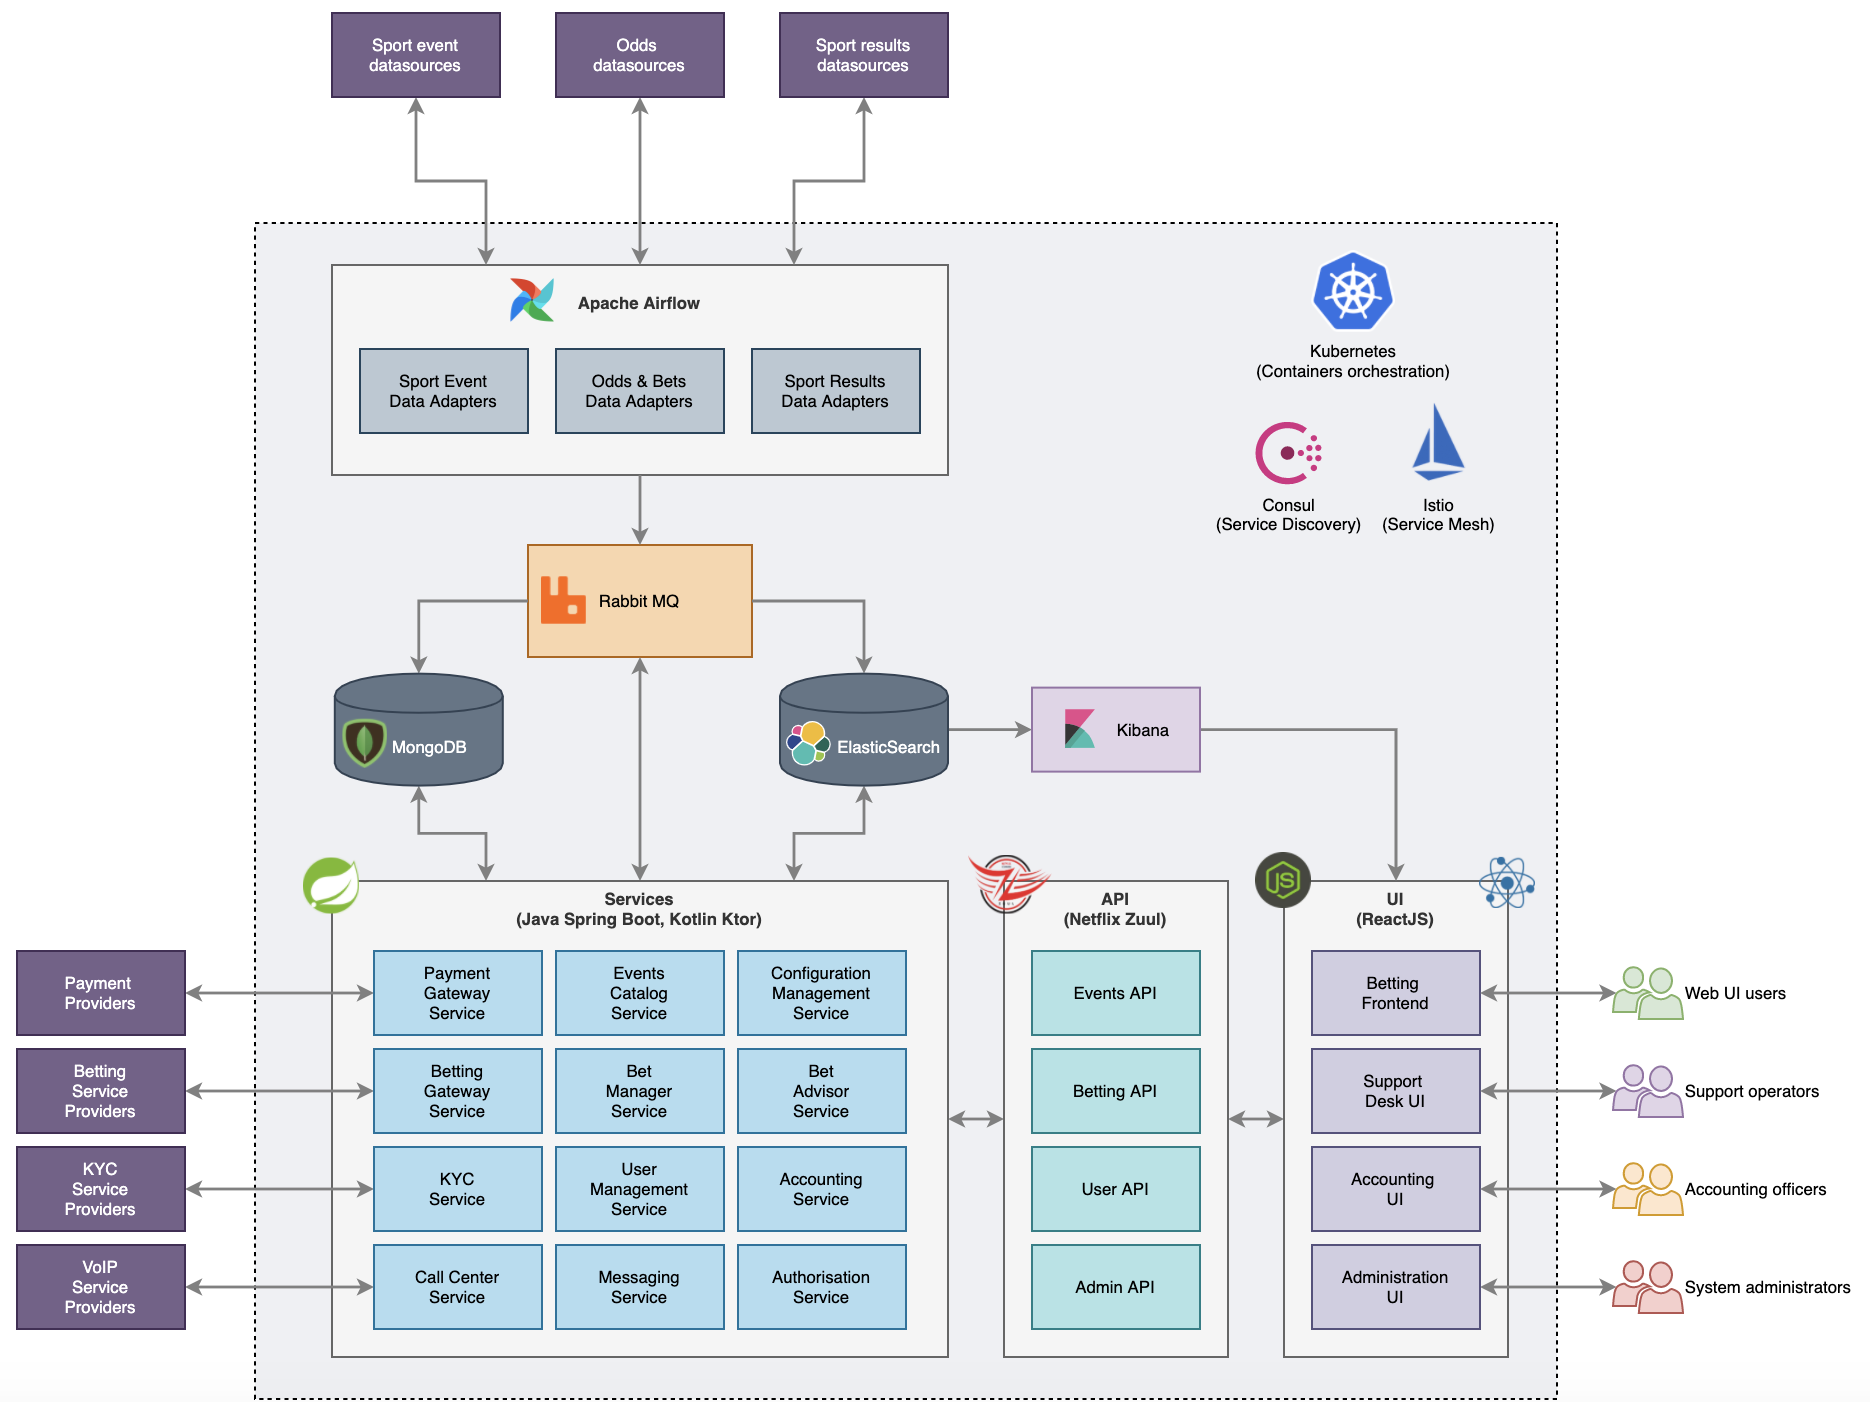 Sport event
datasources
Odds
datasources
Sport results
datasources
Apache Airflow
Sport Event
Data Adapters
Odds & Bets
Data Adapters
Sport Results
Data Adapters
Kubernetes
(Containers orchestration)
Consul
(Service Discovery)
Istio
(Service Mesh)
Rabbit MQ
MongoDB
ElasticSearch
Kibana
Services
(Java Spring Boot, Kotlin Ktor)
API
(Netflix Zuul)
JS
UI
(ReactJS)
Payment
Providers
Payment
Gateway
Service
Events
Catalog
Service
Configuration
Management
Service
Events API
Betting
Frontend
Web UI users
Betting
Service
Providers
Betting
Gateway
Service
Bet
Manager
Service
Bet
Advisor
Service
Betting API
Support
Desk UI
Support operators
KYC
Service
Providers
KYC
Service
User
Management
Service
Accounting
Service
User API
Accounting
UI
Accounting officers
VoIP
Service
Providers
Call Center
Service
Messaging
Service
Authorisation
Service
Admin API
Administration
UI
System administrators